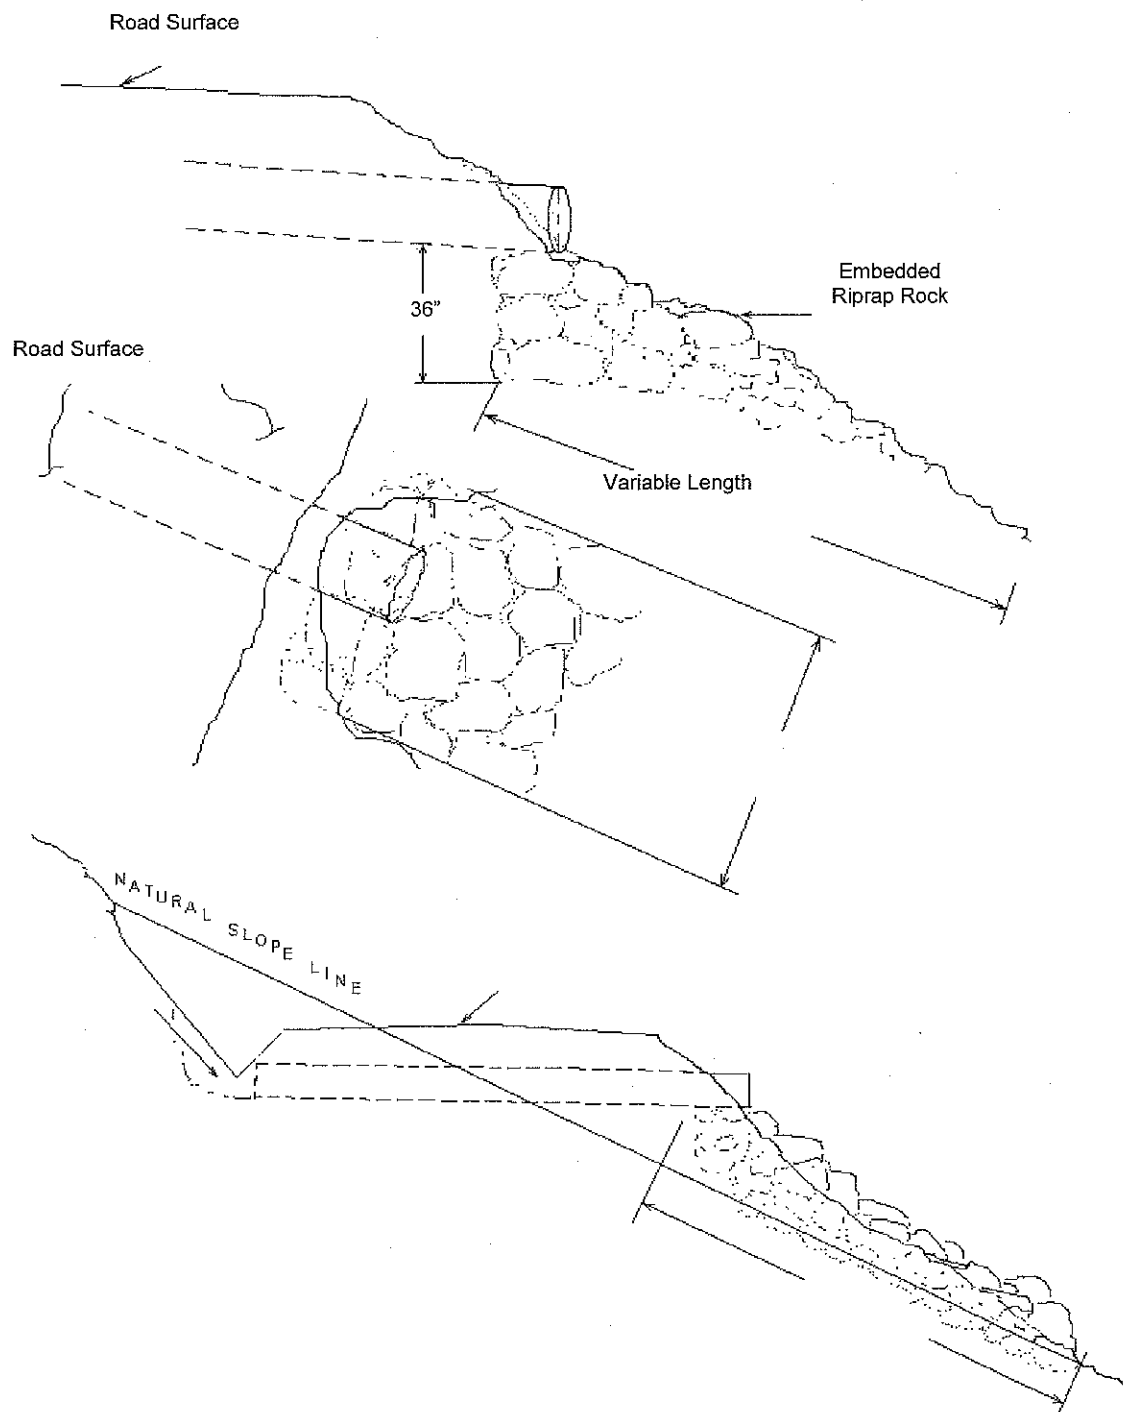 Road Surface
Embedded
Riprap Rock
36”
Road Surface
Variable Length
NATURAL SLOPE LINE